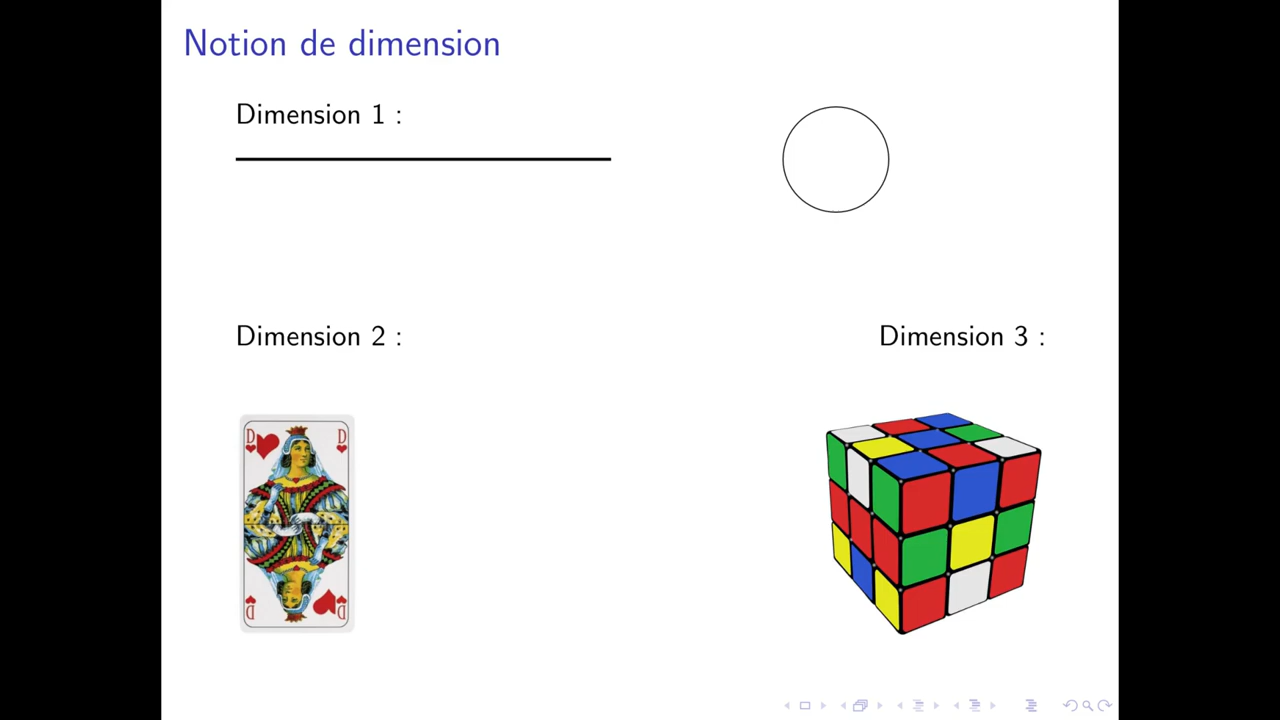 Notion de dimension
Dimension 1 :
Dimension 2 :
Dimension 3 :
D
D
D
D